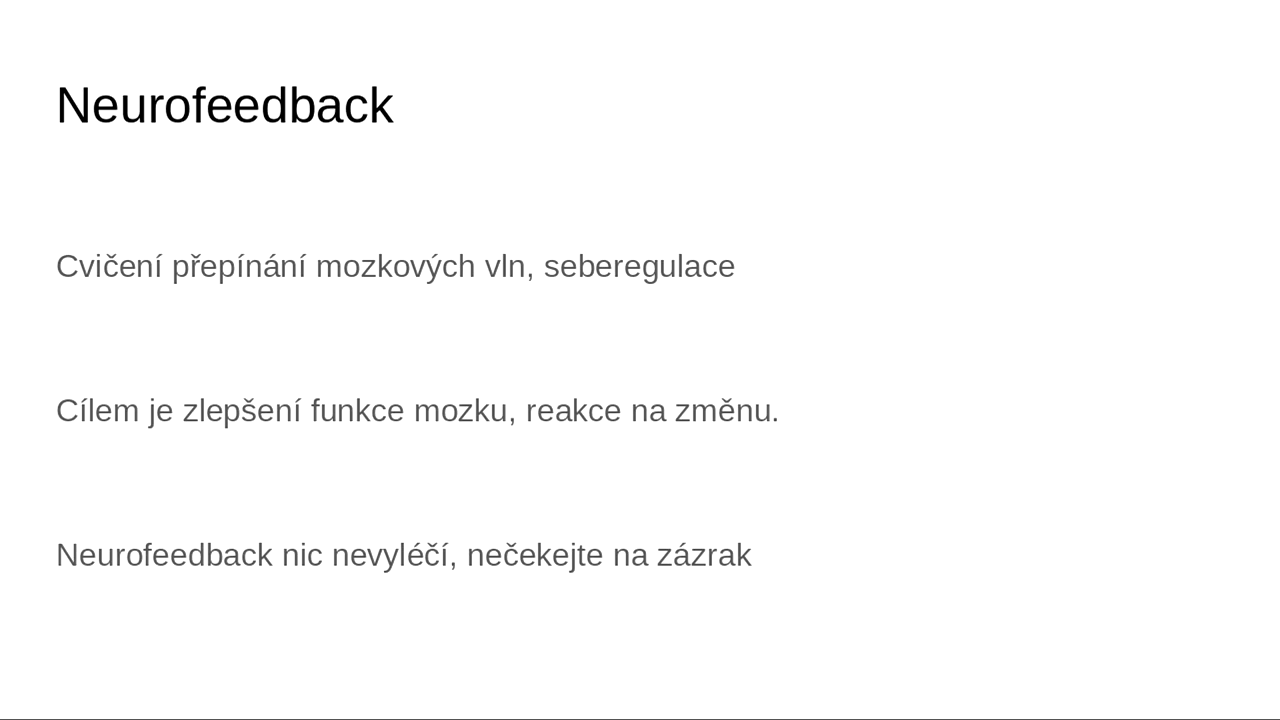 Neurofeedback
Cvičení přepínání mozkových vln, seberegulace
Cílem je zlepšení funkce mozku, reakce na změnu.
Neurofeedback nic nevyléčí, nečekejte na zázrak